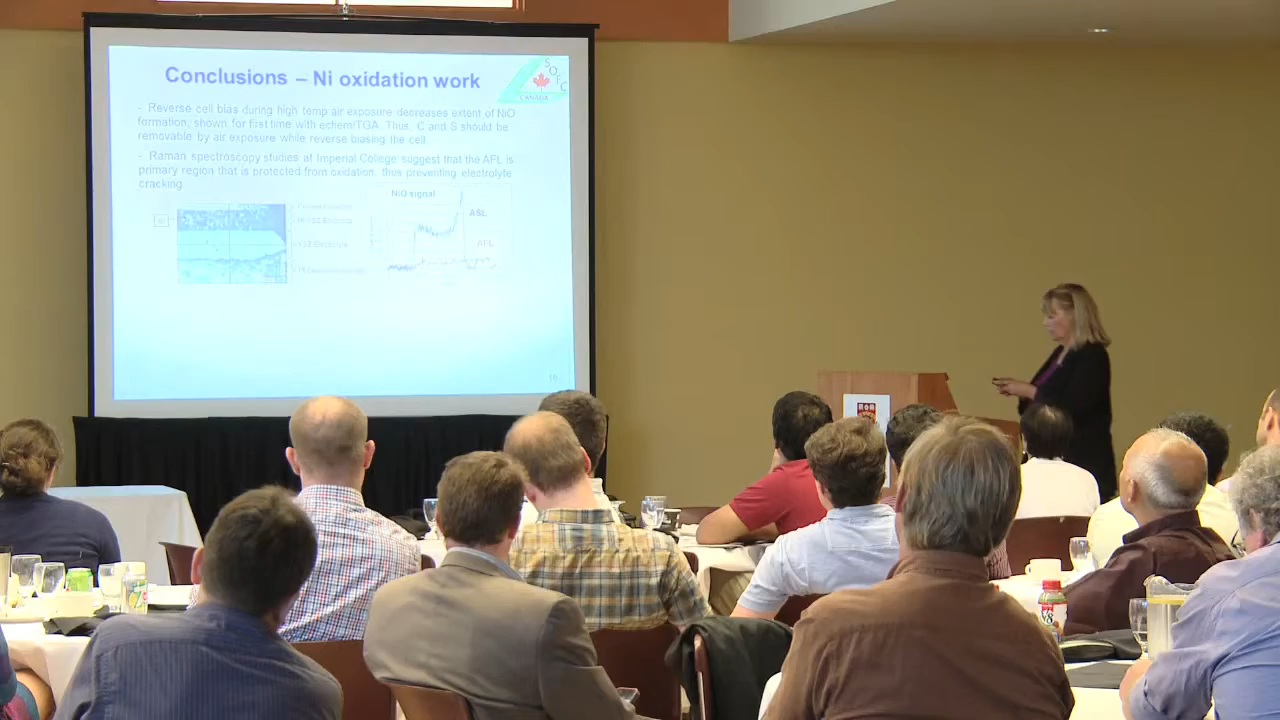 Conclusions – Ni oxidation work
SOFC
CANADA
- Reverse cell bias during high temp air exposure decreases extent of NiO
formation, shown for first time with echem/TGA. Thus, C and S should be
removable by air exposure while reverse biasing the cell.
- Raman spectroscopy studies at Imperial College suggest that the AFL is
primary region that is protected from oxidation, thus preventing electrolyte
cracking
NiO signal
ASL
AFL
V8